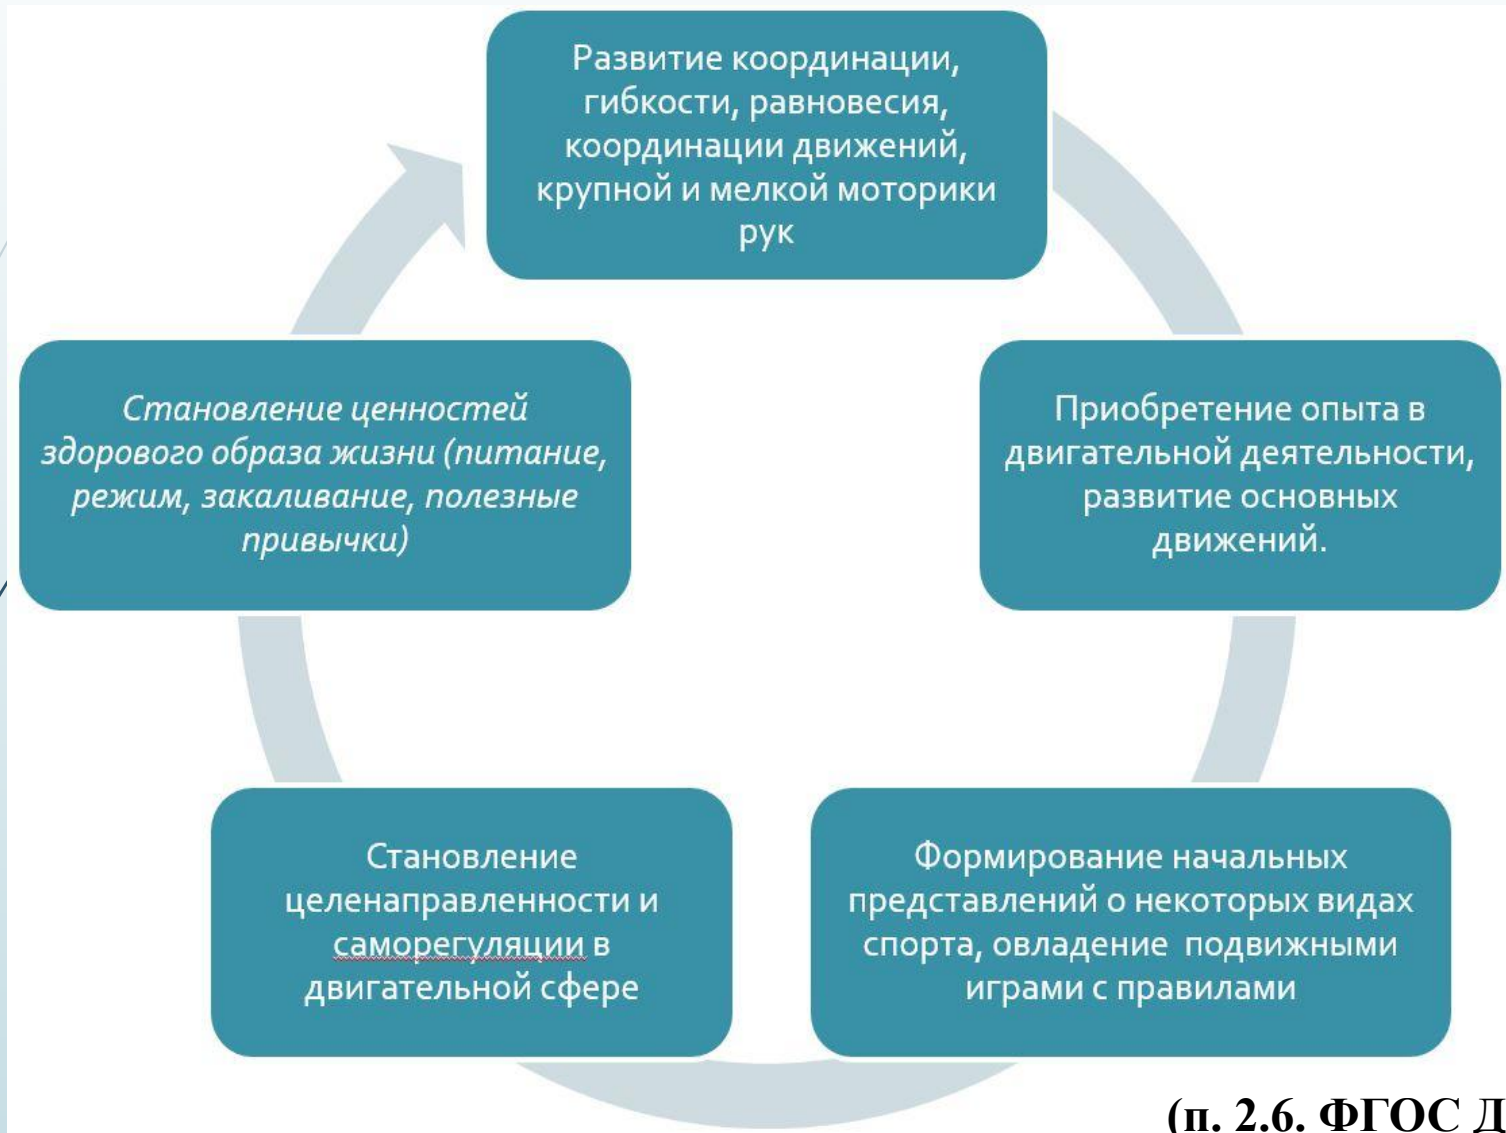 Развитие координации,
гибкости, равновесия,
координации движений,
крупной и мелкой моторики
рук
Приобретение опыта в
двигательной деятельности,
развитие основных
движений.
Формирование начальных
представлений о некоторых видах
спорта, овладение подвижными
играми с правилами
Становление
целенаправленности и
саморегуляции в
двигательной сфере
Становление ценностей
здорового образа жизни (питание,
режим, закаливание, полезные
привычки)
(п. 2.6. ФГОС Д